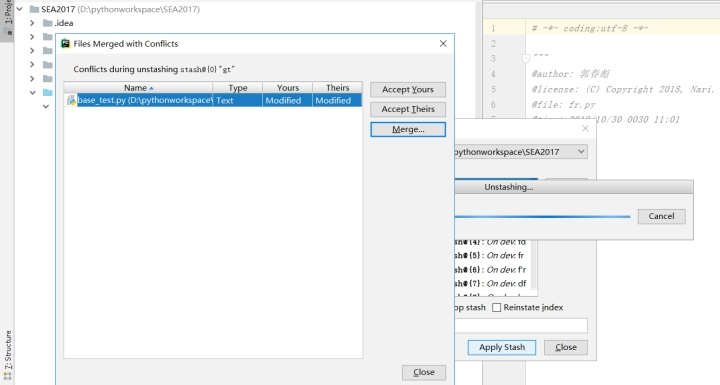 1: Proje
SEA2017 (D:\pythonworkspace\SEA2017)
.idea
Files Merged with Conflicts
Conflicts during unstashing stash@{0}"gt"
Name Type Yours Theirs
base_test.py (D:\pythonworkspace\ Text Modified Modified
Accept Yours
Accept Theirs
Merge...
Close
1 # -*- coding:utf-8 -*-
2
3 """
4 @author: 郭存彪
5 @license: (C) Copyright 2018, Nari.
6 @file: fr.py
10/30 0030 11:01
pythonworkspace\SEA2017
Unstashing...
Cancel
sh@{4}: On dev: fd
sh@{5}: On dev: fr
sh@{6}: On dev: f'r
sh@{7}: On dev: df
op stash Reinstate index
Apply Stash Close
7: Structure